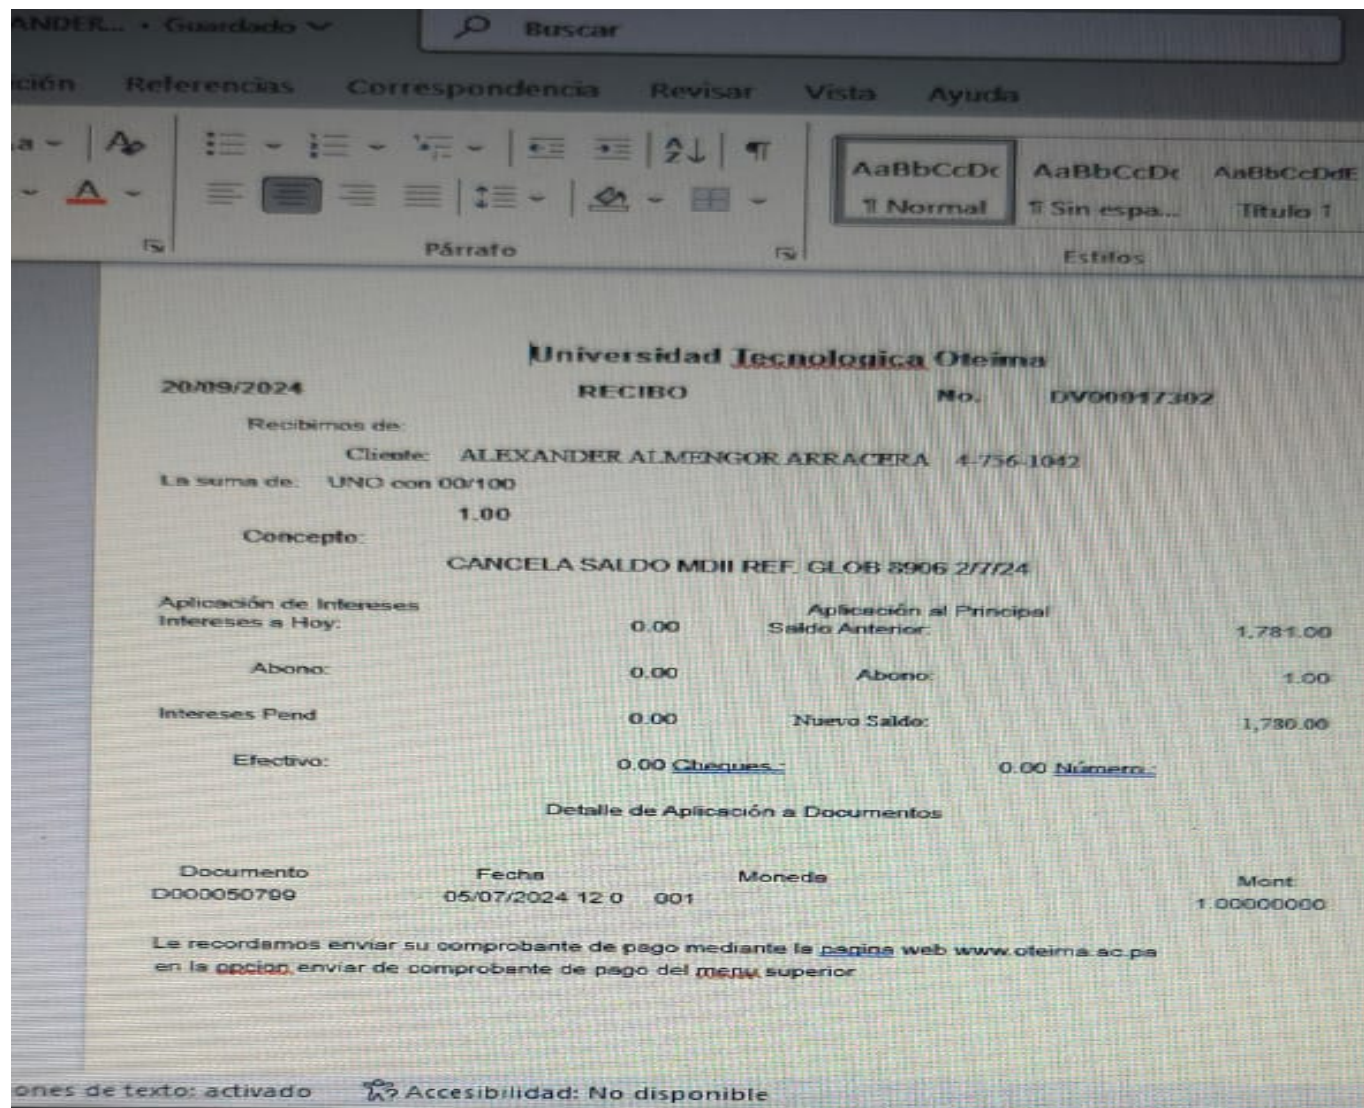 ANDER... • Guardado
Buscar
ción Referencias Correspondencia Revisar Vista Ayuda
AaBbCcDc AaBbCcDc AaBbCcDdE
¶ Normal ¶ Sin espa... Título 1
Párrafo Estilos
Universidad Tecnologica Oteima
20/09/2024 RECIBO No. DV00917302
Recibimos de:
Cliente: ALEXANDER ALMENGOR ARRACERA 4-756-1042
La suma de: UNO con 00/100
1.00
Concepto:
CANCELA SALDO MDII REF. GLOB 8906 2/7/24
Aplicación de Intereses Aplicación al Principal
Intereses a Hoy: 0.00 Saldo Anterior: 1,781.00
Abono: 0.00 Abono: 1.00
Intereses Pend 0.00 Nuevo Saldo: 1,780.00
Efectivo: 0.00 Cheques.: 0.00 Número.:
Detalle de Aplicación a Documentos
Documento Fecha Moneda Mont
D000050799 05/07/2024 12 0 001 1.00000000
Le recordamos enviar su comprobante de pago mediante la pagina web www.oteima.ac.pa
en la opcion enviar de comprobante de pago del menu superior
ones de texto: activado Accesibilidad: No disponible